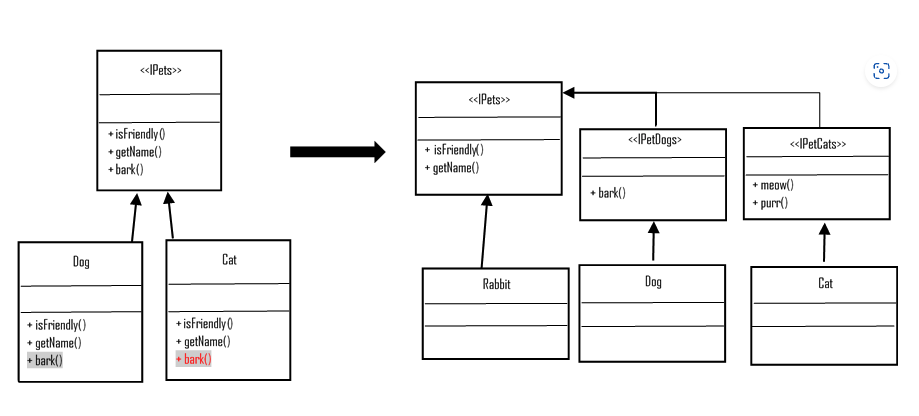 <<IPets>>
+ isFriendly()
+ getName()
+ bark()
Dog
+ isFriendly()
+ getName()
+ bark()
Cat
+ isFriendly()
+ getName()
+ bark()
<<IPets>>
+ isFriendly()
+ getName()
<<IPetDogs>
+ bark()
<<IPetCats>>
+ meow()
+ purr()
Rabbit
Dog
Cat